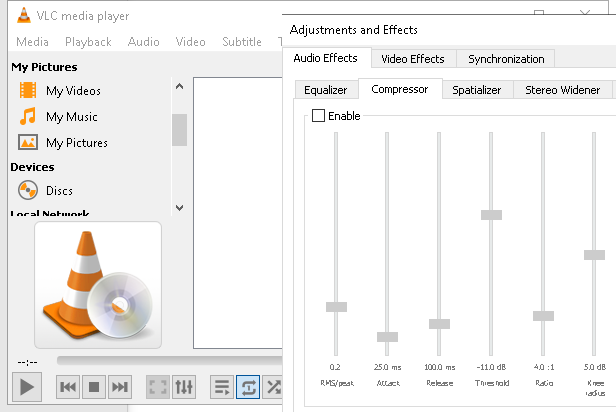 VLC media player
Media Playback Audio Video Subtitle
My Pictures
My Videos
My Music
My Pictures
Devices
Discs
Local Network
--:--
Adjustments and Effects
Audio Effects Video Effects Synchronization
Equalizer Compressor Spatializer Stereo Widener
Enable
0.2 25.0 ms 100.0 ms -11.0 dB 4.0 :1 5.0 dB
RMS/peak Attack Release Threshold Ratio Knee
radius